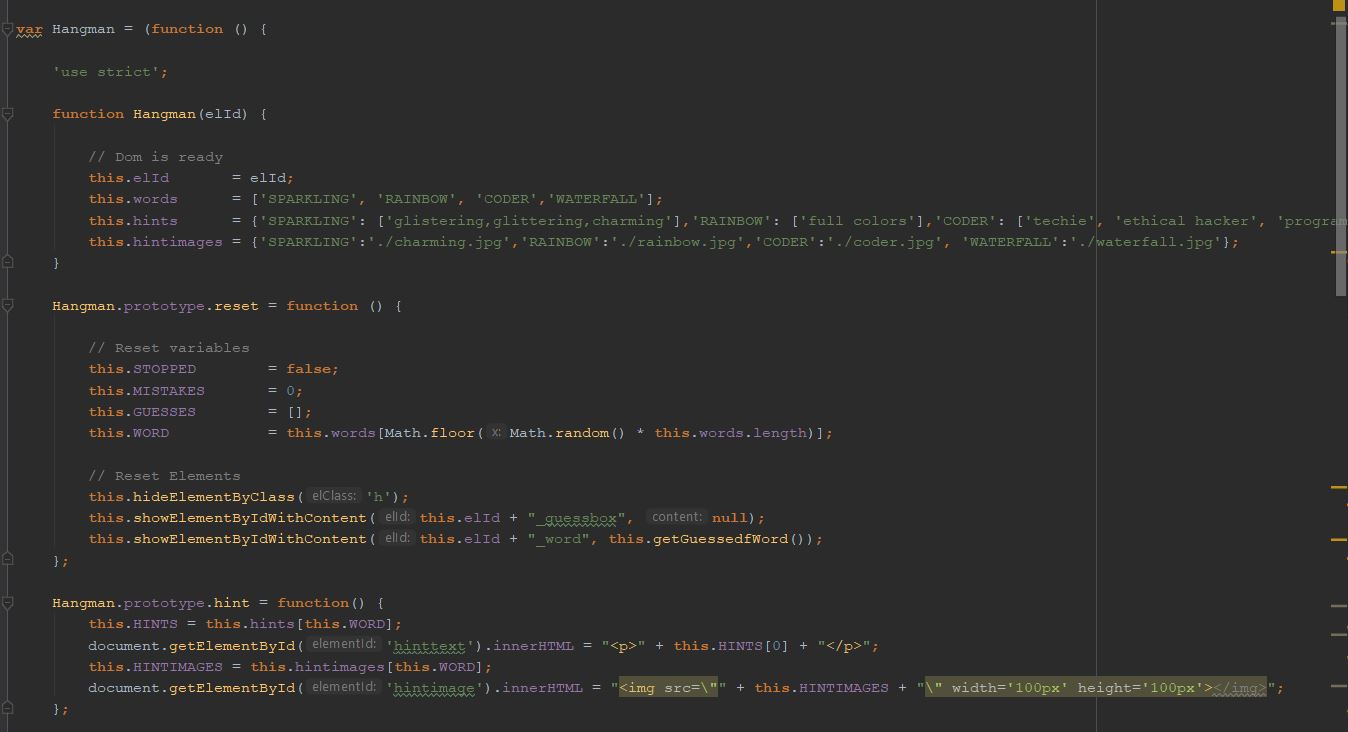 var Hangman = (function () {
'use strict';
function Hangman(elId) {
// Dom is ready
this.elId = elId;
this.words = ['SPARKLING', 'RAINBOW', 'CODER','WATERFALL'];
this.hints = {'SPARKLING': ['glistering,glittering,charming'],'RAINBOW': ['full colors'],'CODER': ['techie', 'ethical hacker', 'program
this.hintimages = {'SPARKLING':'./charming.jpg','RAINBOW':'./rainbow.jpg','CODER':'./coder.jpg', 'WATERFALL':'./waterfall.jpg'};
}
Hangman.prototype.reset = function () {
// Reset variables
this.STOPPED = false;
this.MISTAKES = 0;
this.GUESSES = [];
this.WORD = this.words[Math.floor( x: Math.random() * this.words.length)];
// Reset Elements
this.hideElementByClass( elClass: 'h');
this.showElementByIdWithContent( elId: this.elId + "_guessbox", content: null);
this.showElementByIdWithContent( elId: this.elId + "_word", this.getGuessedfWord());
};
Hangman.prototype.hint = function() {
this.HINTS = this.hints[this.WORD];
document.getElementById( elementId: 'hinttext').innerHTML = "<p>" + this.HINTS[0] + "</p>";
this.HINTIMAGES = this.hintimages[this.WORD];
document.getElementById( elementId: 'hintimage').innerHTML = "<img src=\"" + this.HINTIMAGES + "\" width='100px' height='100px'></img>";
};